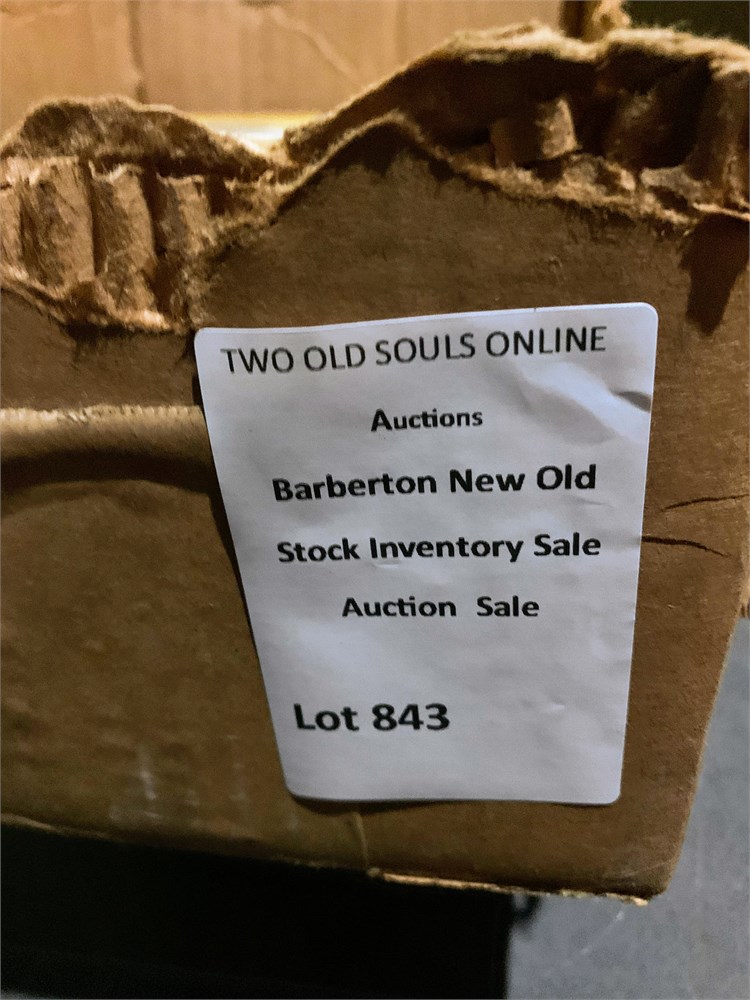 TWO OLD SOULS ONLINE
Auctions
Barberton New Old
Stock Inventory Sale
Auction Sale
Lot 843